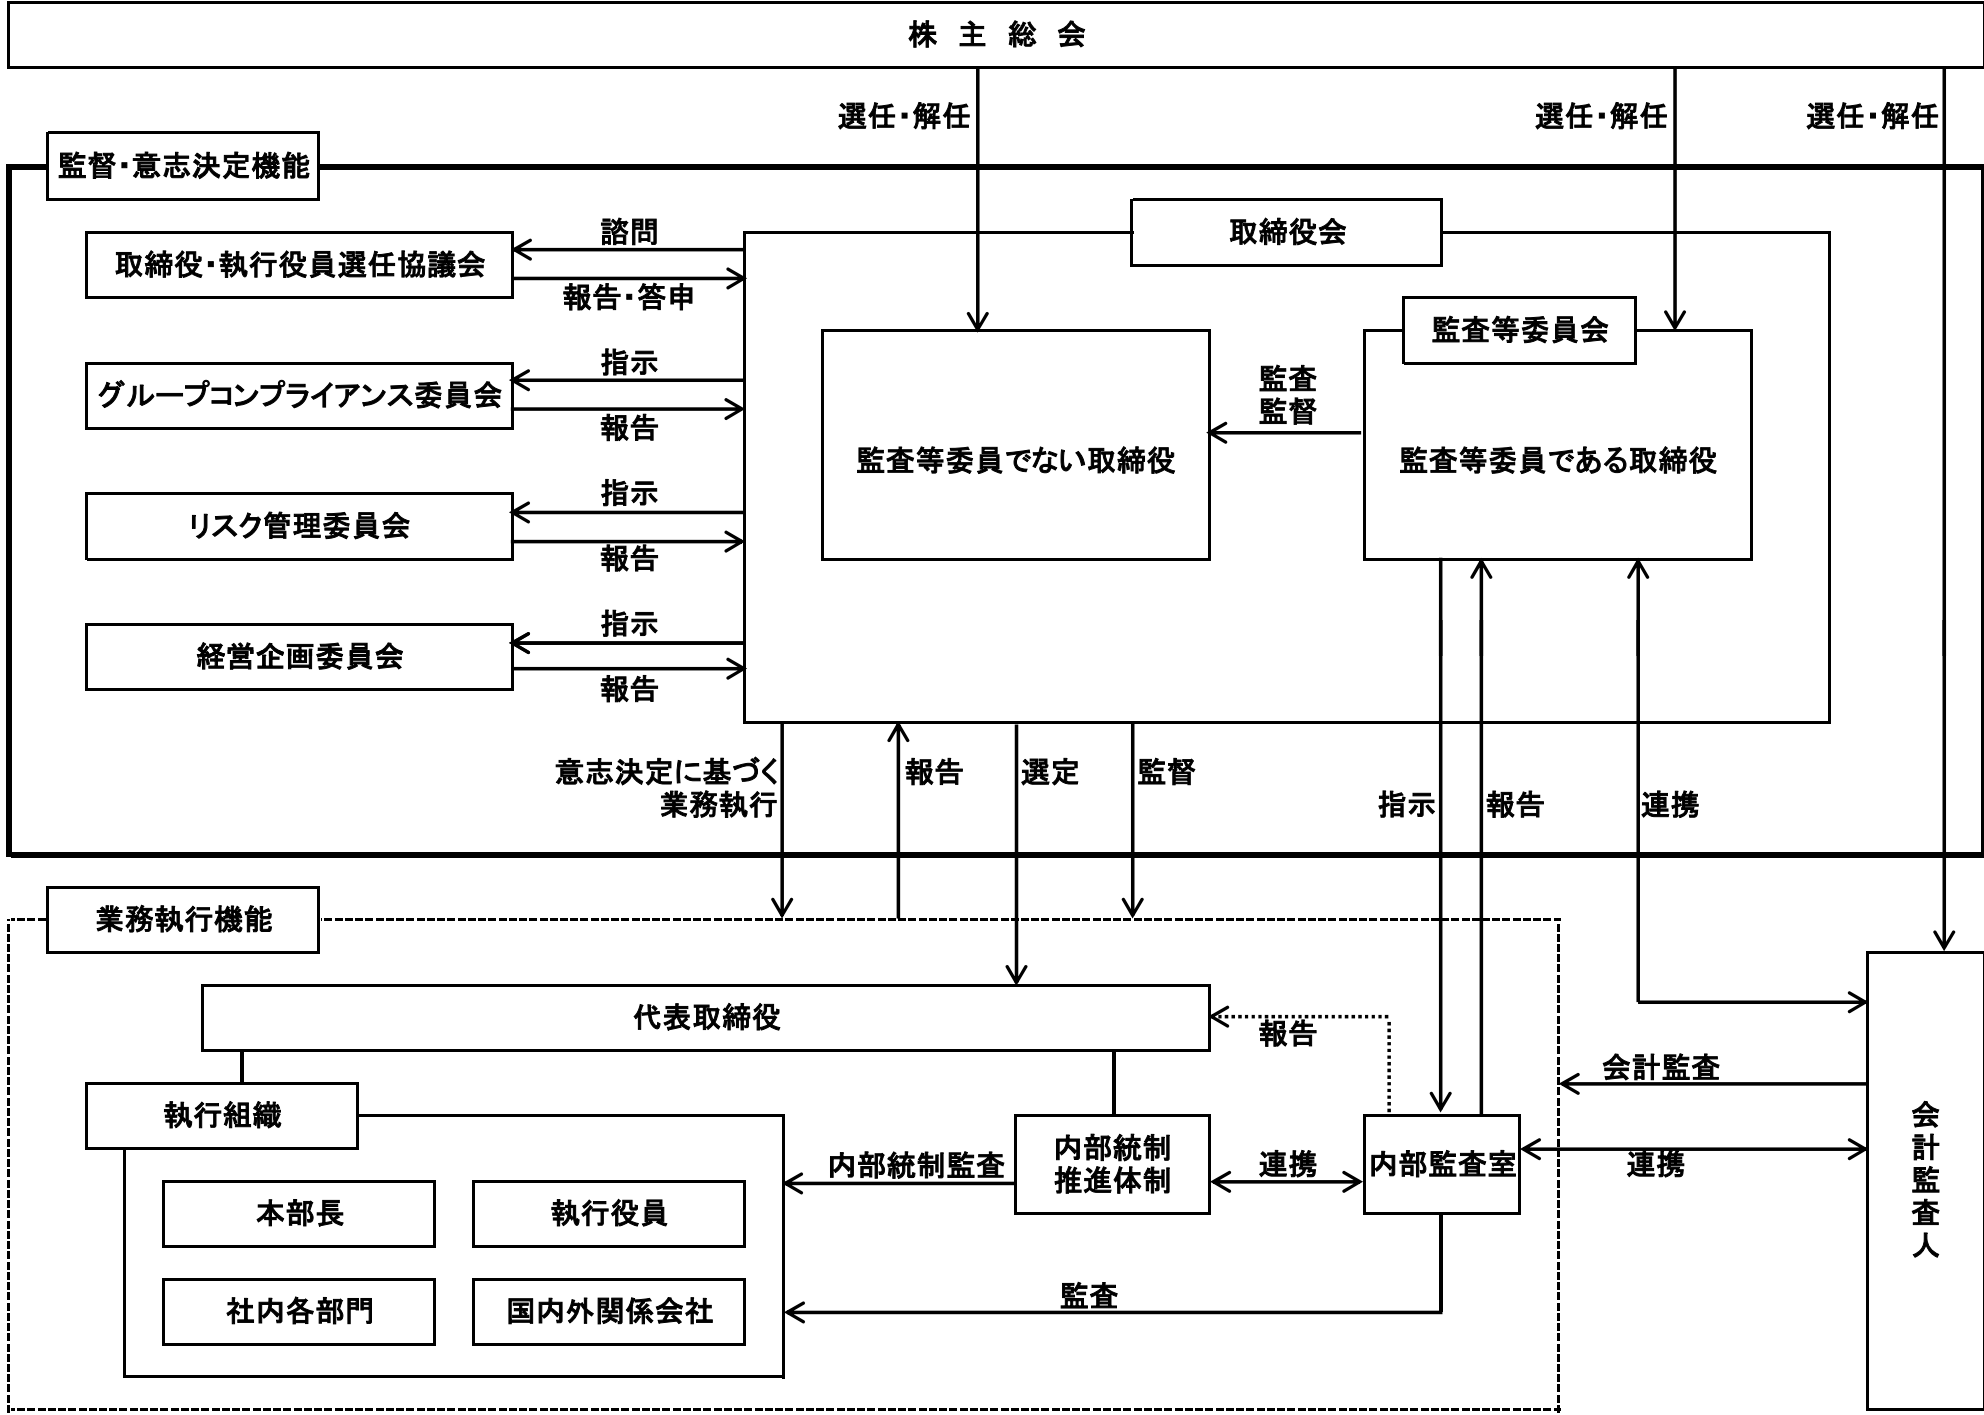 株主総会
選任・解任
選任・解任
選任・解任
監督・意志決定機能
取締役会
諮問
取締役・執行役員選任協議会
報告・答申
監査等委員会
指示
グループコンプライアンス委員会
報告
監査
監督
監査等委員でない取締役
監査等委員である取締役
指示
リスク管理委員会
報告
指示
経営企画委員会
報告
意志決定に基づく
業務執行
報告
選定
監督
指示
報告
連携
業務執行機能
代表取締役
報告
会計監査
執行組織
内部統制監査
内部統制
推進体制
連携
内部監査室
連携
会計監査人
本部長
執行役員
社内各部門
国内外関係会社
監査